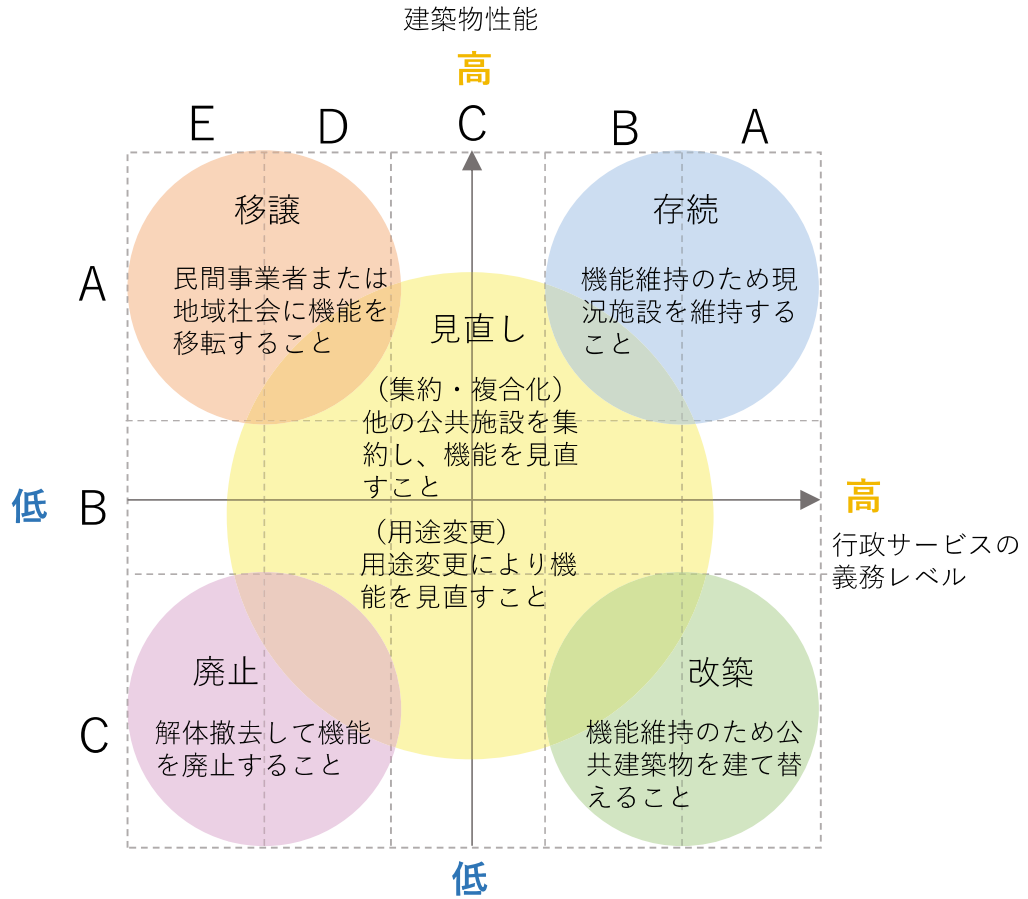 建築物性能
高
E
D
C
B
A
移譲
民間事業者または
地域社会に機能を
移転すること
存続
機能維持のため現
況施設を維持する
こと
A
見直し
（集約・複合化）
他の公共施設を集
約し、機能を見直
すこと
低
B
高
行政サービスの
義務レベル
（用途変更）
用途変更により機
能を見直すこと
廃止
解体撤去して機能
を廃止すること
C
改築
機能維持のため公
共建築物を建て替
えること
低